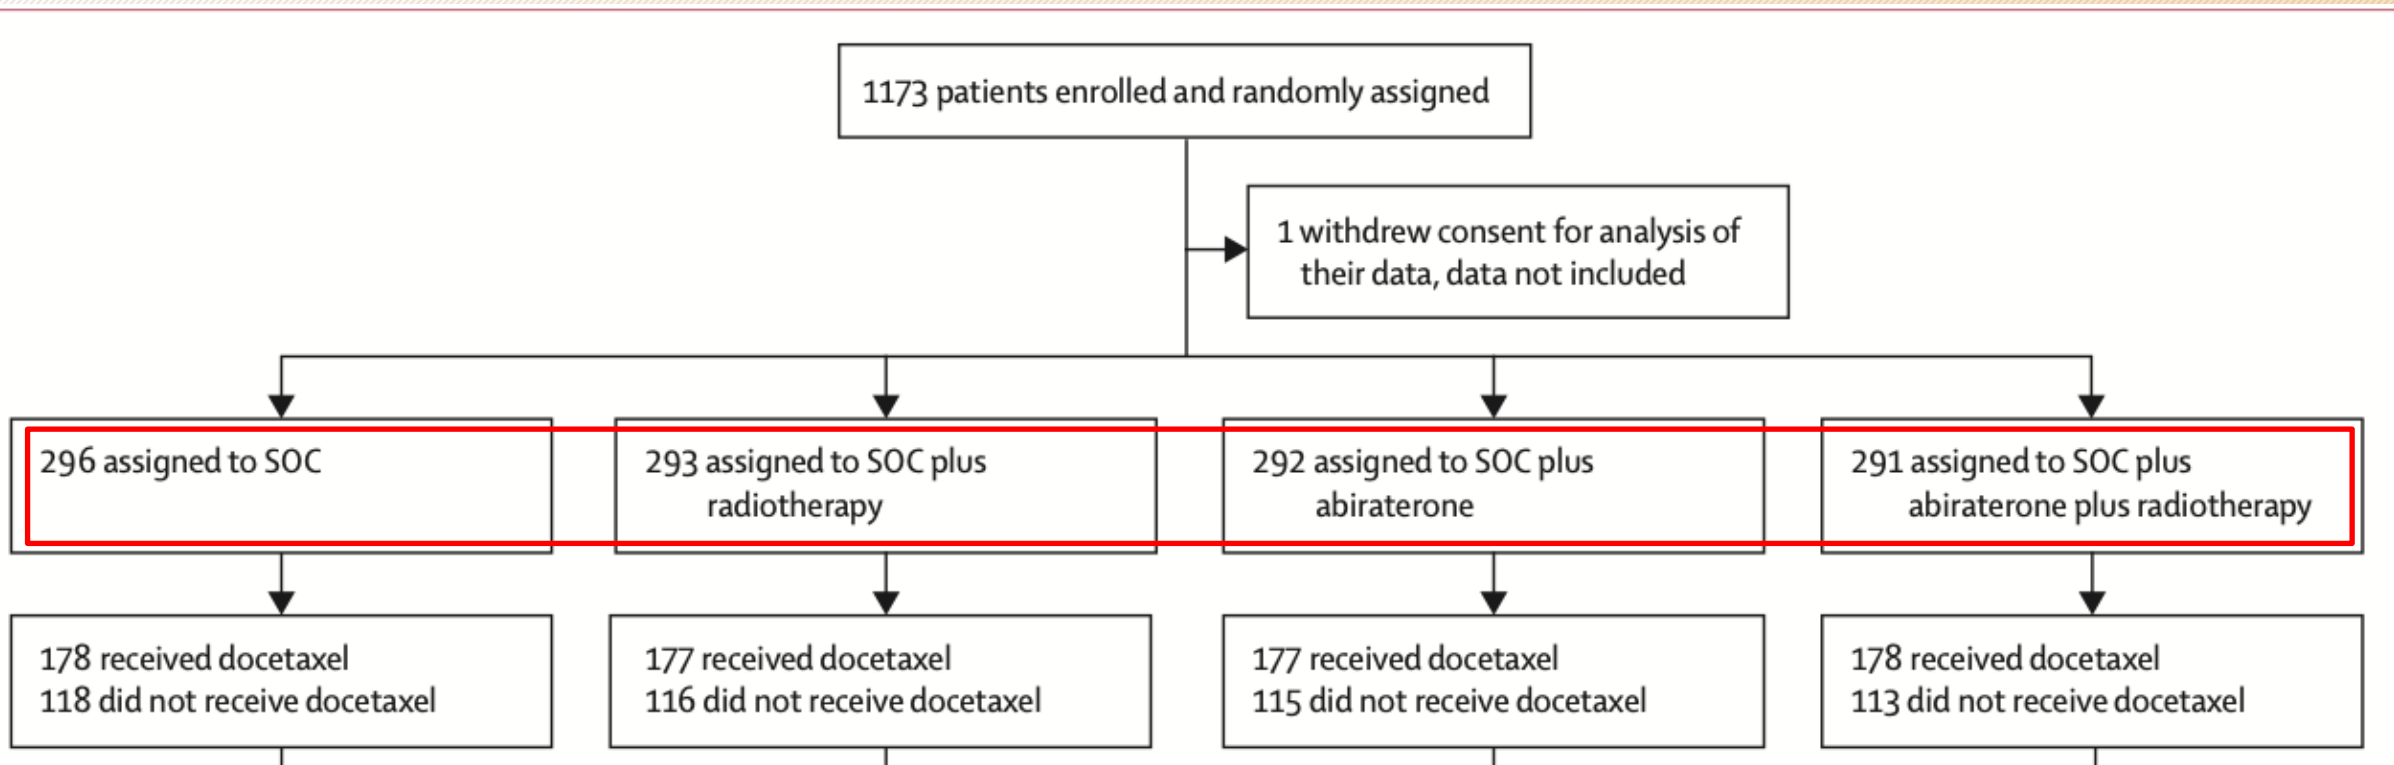 1173 patients enrolled and randomly assigned
1 withdrew consent for analysis of
their data, data not included
296 assigned to SOC
293 assigned to SOC plus
radiotherapy
292 assigned to SOC plus
abiraterone
291 assigned to SOC plus
abiraterone plus radiotherapy
178 received docetaxel
118 did not receive docetaxel
177 received docetaxel
116 did not receive docetaxel
177 received docetaxel
115 did not receive docetaxel
178 received docetaxel
113 did not receive docetaxel